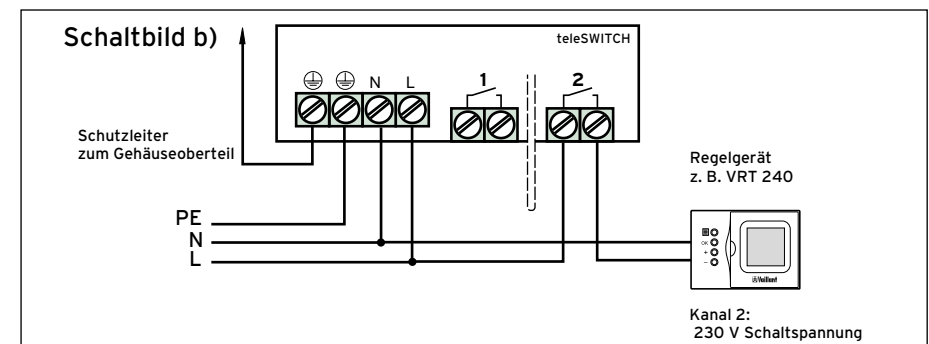 Schaltbild b)
teleSWITCH
N L 1 2
Schutzleiter
zum Gehäuseoberteil
Regelgerät
z. B. VRT 240
PE
N
L
OK
+
-
Vaillant
Kanal 2:
230 V Schaltspannung